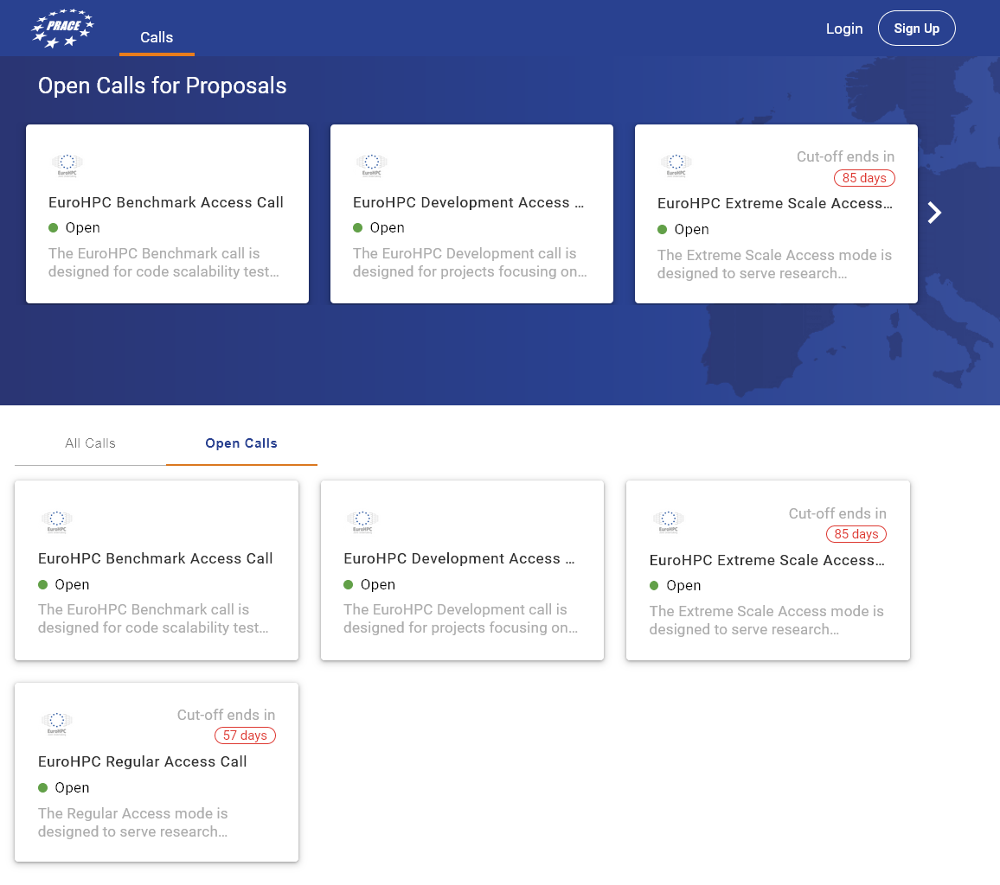 PRACE
Calls
Login
Sign Up
Open Calls for Proposals
EuroHPC
EuroHPC Benchmark Access Call
Open
The EuroHPC Benchmark call is
designed for code scalability test...
EuroHPC
EuroHPC Development Access ...
Open
The EuroHPC Development call is
designed for projects focusing on...
EuroHPC
Cut-off ends in
85 days
EuroHPC Extreme Scale Access...
Open
The Extreme Scale Access mode is
designed to serve research...
All Calls
Open Calls
EuroHPC
EuroHPC Benchmark Access Call
Open
The EuroHPC Benchmark call is
designed for code scalability test...
EuroHPC
EuroHPC Development Access ...
Open
The EuroHPC Development call is
designed for projects focusing on...
EuroHPC
Cut-off ends in
85 days
EuroHPC Extreme Scale Access...
Open
The Extreme Scale Access mode is
designed to serve research...
EuroHPC
Cut-off ends in
57 days
EuroHPC Regular Access Call
Open
The Regular Access mode is
designed to serve research...